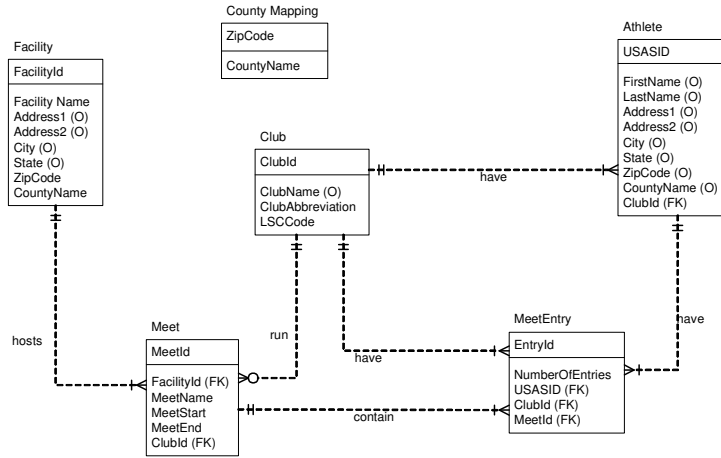 County Mapping
ZipCode
CountyName
Facility
FacilityId
Facility Name
Address1 (O)
Address2 (O)
City (O)
State (O)
ZipCode
CountyName
Athlete
USASID
FirstName (O)
LastName (O)
Address1 (O)
Address2 (O)
City (O)
State (O)
ZipCode (O)
CountyName (O)
ClubId (FK)
Club
ClubId
ClubName (O)
ClubAbbreviation
LSCCode
have
hosts
run
have
have
Meet
MeetId
FacilityId (FK)
MeetName
MeetStart
MeetEnd
ClubId (FK)
contain
MeetEntry
EntryId
NumberOfEntries
USASID (FK)
ClubId (FK)
MeetId (FK)